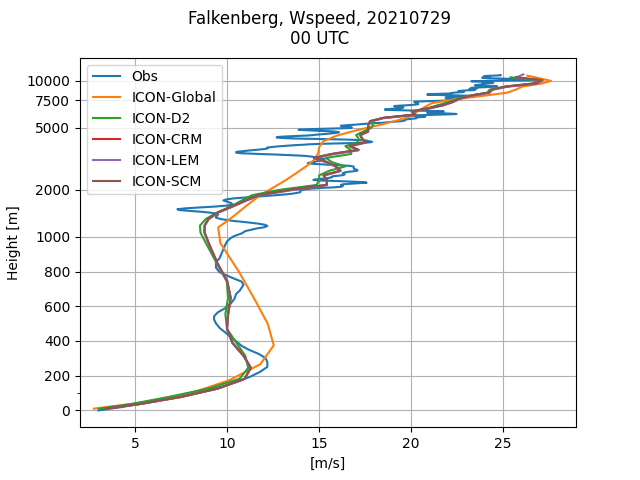 Falkenberg, Wspeed, 20210729
00 UTC
Obs
ICON-Global
ICON-D2
ICON-CRM
ICON-LEM
ICON-SCM
Height [m]
10000
7500
5000
2000
1000
800
600
400
200
0
5 10 15 20 25
[m/s]